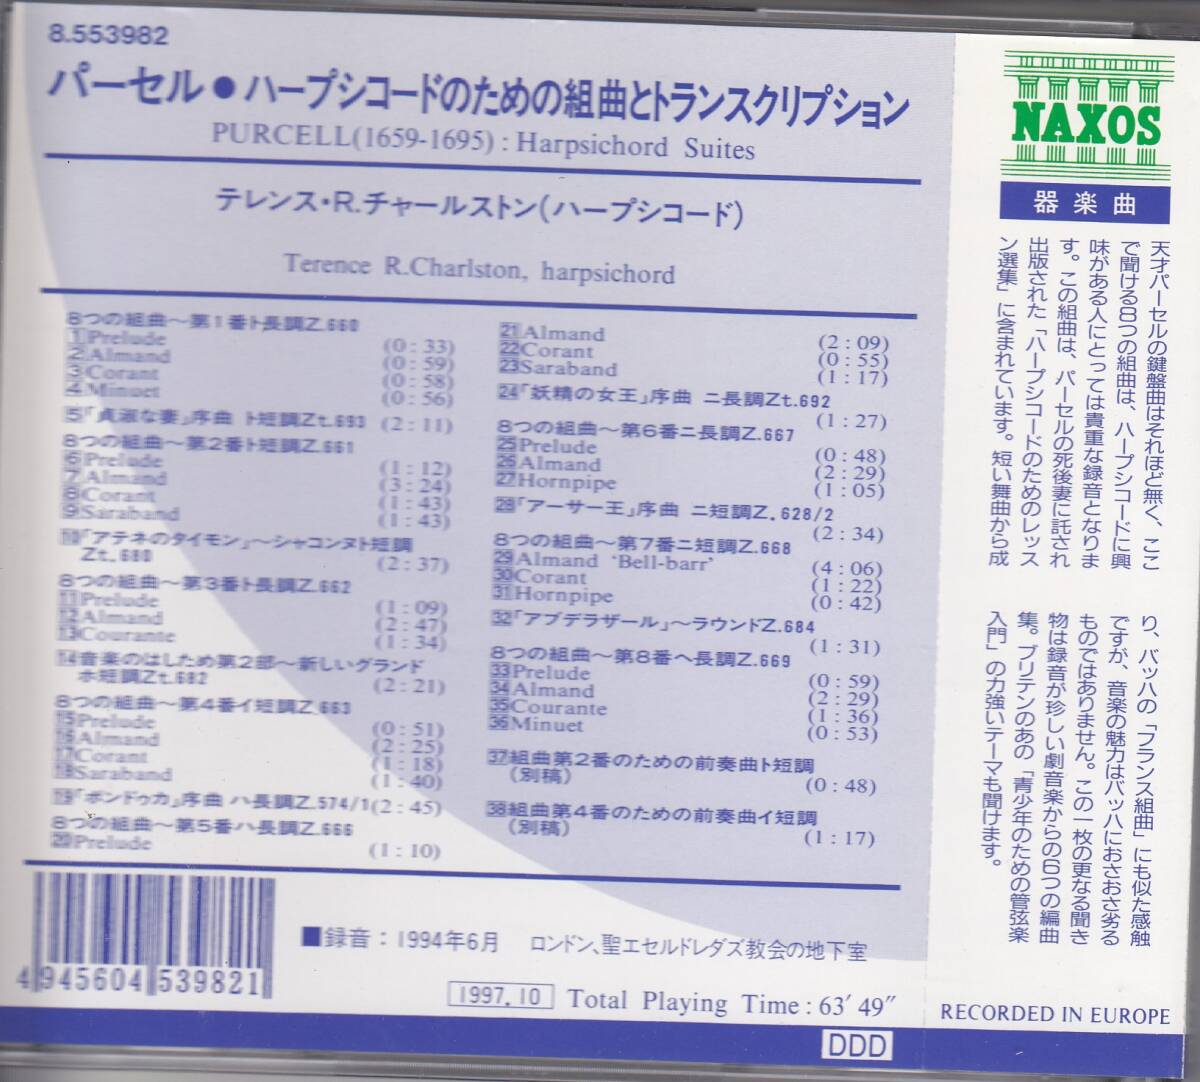 8.553982
パーセル●ハープシコードのための組曲とトランスクリプション
PURCELL(1659-1695) : Harpsichord Suites
テレンス・R.チャールストン(ハープシコード)
Terence R.Charlston, harpsichord
8つの組曲～第1番ト長調Z.660
1 Prelude (0 : 33)
2 Almand (0 : 59)
3 Corant (0 : 58)
4 Minuet (0 : 56)
5 「貞淑な妻」序曲 ト短調Zt.693 (2 : 11)
8つの組曲～第2番ト短調Z.661
6 Prelude (1 : 12)
7 Almand (3 : 24)
8 Corant (1 : 43)
9 Saraband (1 : 43)
10 「アテネのタイモン」～シャコンヌト短調
Zt.680 (2 : 37)
8つの組曲～第3番ト長調Z.662
11 Prelude (1 : 09)
12 Almand (2 : 47)
13 Courante (1 : 34)
14 音楽のはしため第2部～新しいグランド
ホ短調Zt.682 (2 : 21)
8つの組曲～第4番イ短調Z.663
15 Prelude (0 : 51)
16 Almand (2 : 25)
17 Corant (1 : 18)
18 Saraband (1 : 40)
19 「ボンドゥカ」序曲 ハ長調Z.574/1 (2 : 45)
8つの組曲～第5番ハ長調Z.666
20 Prelude (1 : 10)
21 Almand (2 : 09)
22 Corant (0 : 55)
23 Saraband (1 : 17)
24 「妖精の女王」序曲 ニ長調Zt.692
(1 : 27)
8つの組曲～第6番ニ長調Z.667
25 Prelude (0 : 48)
26 Almand (2 : 29)
27 Hornpipe (1 : 05)
28 「アーサー王」序曲 ニ短調Z.628/2
(2 : 34)
8つの組曲～第7番ニ短調Z.668
29 Almand ‘Bell-barr’ (4 : 06)
30 Corant (1 : 22)
31 Hornpipe (0 : 42)
32 「アブデラザール」～ラウンドZ.684
(1 : 31)
8つの組曲～第8番ヘ長調Z.669
33 Prelude (0 : 59)
34 Almand (2 : 29)
35 Courante (1 : 36)
36 Minuet (0 : 53)
37 組曲第2番のための前奏曲ト短調
(別稿) (0 : 48)
38 組曲第4番のための前奏曲イ短調
(別稿) (1 : 17)
■録音：1994年6月 ロンドン、聖エセルドレダズ教会の地下室
4 945604 539821
1997.10 Total Playing Time : 63′ 49″
DDD
NAXOS
器楽曲
天才パーセルの鍵盤曲はそれほど無く、ここ
で聞ける8つの組曲は、ハープシコードに興
味がある人にとっては貴重な録音となりま
す。この組曲は、パーセルの死後妻に託され
出版された「ハープシコードのためのレッス
ン選集」に含まれています。短い舞曲から成
り、バッハの「フランス組曲」にも似た感触
ですが、音楽の魅力はバッハにおさおさ劣る
ものではありません。この一枚の更なる聞き
物は録音が珍しい劇音楽からの6つの編曲
集。ブリテンのあの「青少年のための管弦楽
入門」の力強いテーマも聞けます。
RECORDED IN EUROPE